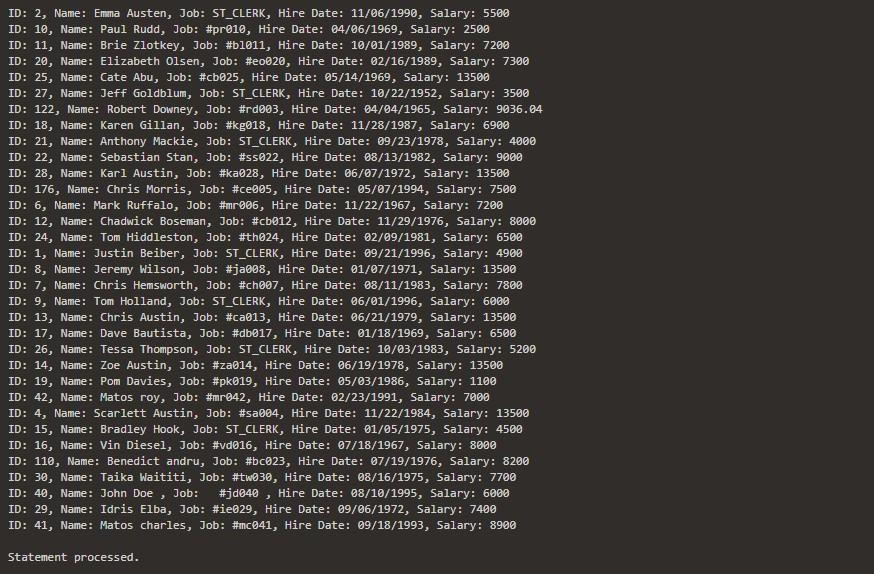 ID: 2, Name: Emma Austen, Job: ST_CLERK, Hire Date: 11/06/1990, Salary: 5500
ID: 10, Name: Paul Rudd, Job: #pr010, Hire Date: 04/06/1969, Salary: 2500
ID: 11, Name: Brie Zlotkey, Job: #bl011, Hire Date: 10/01/1989, Salary: 7200
ID: 20, Name: Elizabeth Olsen, Job: #eo020, Hire Date: 02/16/1989, Salary: 7300
ID: 25, Name: Cate Abu, Job: #cb025, Hire Date: 05/14/1969, Salary: 13500
ID: 27, Name: Jeff Goldblum, Job: ST_CLERK, Hire Date: 10/22/1952, Salary: 3500
ID: 122, Name: Robert Downey, Job: #rd003, Hire Date: 04/04/1965, Salary: 9036.04
ID: 18, Name: Karen Gillan, Job: #kg018, Hire Date: 11/28/1987, Salary: 6900
ID: 21, Name: Anthony Mackie, Job: ST_CLERK, Hire Date: 09/23/1978, Salary: 4000
ID: 22, Name: Sebastian Stan, Job: #ss022, Hire Date: 08/13/1982, Salary: 9000
ID: 28, Name: Karl Austin, Job: #ka028, Hire Date: 06/07/1972, Salary: 13500
ID: 176, Name: Chris Morris, Job: #ce005, Hire Date: 05/07/1994, Salary: 7500
ID: 6, Name: Mark Ruffalo, Job: #mr006, Hire Date: 11/22/1967, Salary: 7200
ID: 12, Name: Chadwick Boseman, Job: #cb012, Hire Date: 11/29/1976, Salary: 8000
ID: 24, Name: Tom Hiddleston, Job: #th024, Hire Date: 02/09/1981, Salary: 6500
ID: 1, Name: Justin Beiber, Job: ST_CLERK, Hire Date: 09/21/1996, Salary: 4900
ID: 8, Name: Jeremy Wilson, Job: #ja008, Hire Date: 01/07/1971, Salary: 13500
ID: 7, Name: Chris Hemsworth, Job: #ch007, Hire Date: 08/11/1983, Salary: 7800
ID: 9, Name: Tom Holland, Job: ST_CLERK, Hire Date: 06/01/1996, Salary: 6000
ID: 13, Name: Chris Austin, Job: #ca013, Hire Date: 06/21/1979, Salary: 13500
ID: 17, Name: Dave Bautista, Job: #db017, Hire Date: 01/18/1969, Salary: 6500
ID: 26, Name: Tessa Thompson, Job: ST_CLERK, Hire Date: 10/03/1983, Salary: 5200
ID: 14, Name: Zoe Austin, Job: #za014, Hire Date: 06/19/1978, Salary: 13500
ID: 19, Name: Pom Davies, Job: #pk019, Hire Date: 05/03/1986, Salary: 1100
ID: 42, Name: Matos roy, Job: #mr042, Hire Date: 02/23/1991, Salary: 7000
ID: 4, Name: Scarlett Austin, Job: #sa004, Hire Date: 11/22/1984, Salary: 13500
ID: 15, Name: Bradley Hook, Job: ST_CLERK, Hire Date: 01/05/1975, Salary: 4500
ID: 16, Name: Vin Diesel, Job: #vd016, Hire Date: 07/18/1967, Salary: 8000
ID: 110, Name: Benedict andru, Job: #bc023, Hire Date: 07/19/1976, Salary: 8200
ID: 30, Name: Taika Waititi, Job: #tw030, Hire Date: 08/16/1975, Salary: 7700
ID: 40, Name: John Doe , Job:   #jd040 , Hire Date: 08/10/1995, Salary: 6000
ID: 29, Name: Idris Elba, Job: #ie029, Hire Date: 09/06/1972, Salary: 7400
ID: 41, Name: Matos charles, Job: #mc041, Hire Date: 09/18/1993, Salary: 8900
Statement processed.